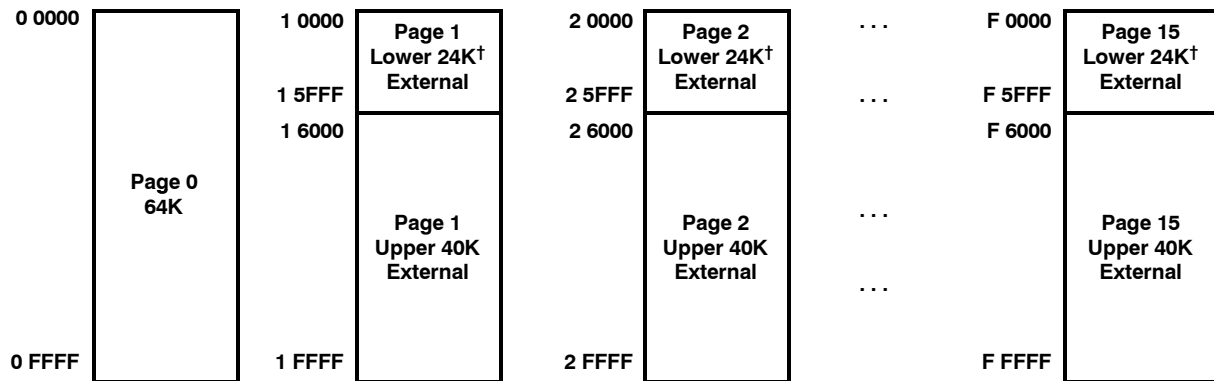 0 0000
0 FFFF
Page 0
64K
1 0000
1 5FFF
1 6000
1 FFFF
Page 1
Lower 24K†
External
Page 1
Upper 40K
External
2 0000
2 5FFF
2 6000
2 FFFF
Page 2
Lower 24K†
External
Page 2
Upper 40K
External
. . .
. . .
. . .
. . .
F 0000
F 5FFF
F 6000
F FFFF
Page 15
Lower 24K†
External
Page 15
Upper 40K
External